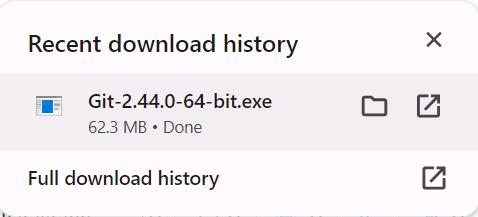 Recent download history
Git-2.44.0-64-bit.exe
62.3 MB • Done
Full download history